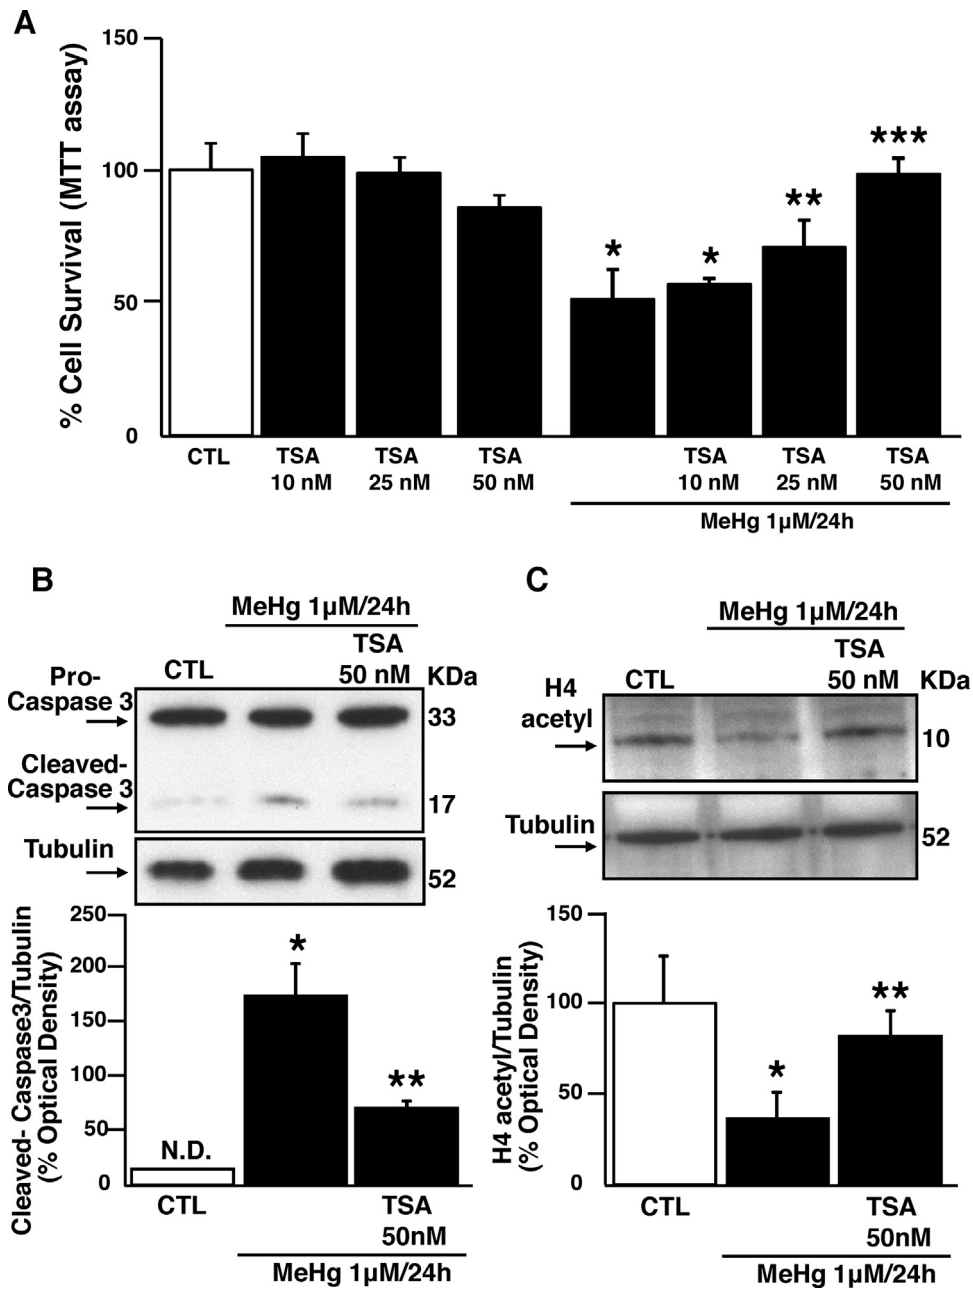 A
% Cell Survival (MTT assay)
150
100
50
0
*
*
**
***
CTL
TSA
10 nM
TSA
25 nM
TSA
50 nM
TSA
10 nM
TSA
25 nM
TSA
50 nM
MeHg 1µM/24h
B
MeHg 1µM/24h
TSA
CTL
50 nM
KDa
Pro-
Caspase 3
33
Cleaved-
Caspase 3
17
Tubulin
52
Cleaved- Caspase3/Tubulin
(% Optical Density)
250
200
150
100
50
0
N.D.
*
**
CTL
TSA
50nM
MeHg 1µM/24h
C
MeHg 1µM/24h
TSA
CTL
50 nM
KDa
H4
acetyl
10
Tubulin
52
H4 acetyl/Tubulin
(% Optical Density)
150
100
50
0
*
**
CTL
TSA
50nM
MeHg 1µM/24h